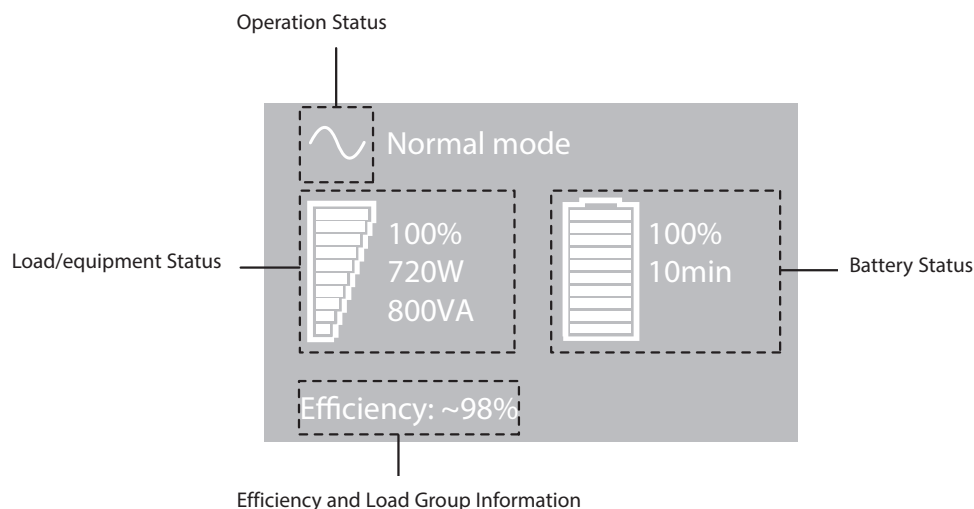 Operation Status
Normal mode
Load/equipment Status
100%
720W
800VA
100%
10min
Battery Status
Efficiency: ~98%
Efficiency and Load Group Information